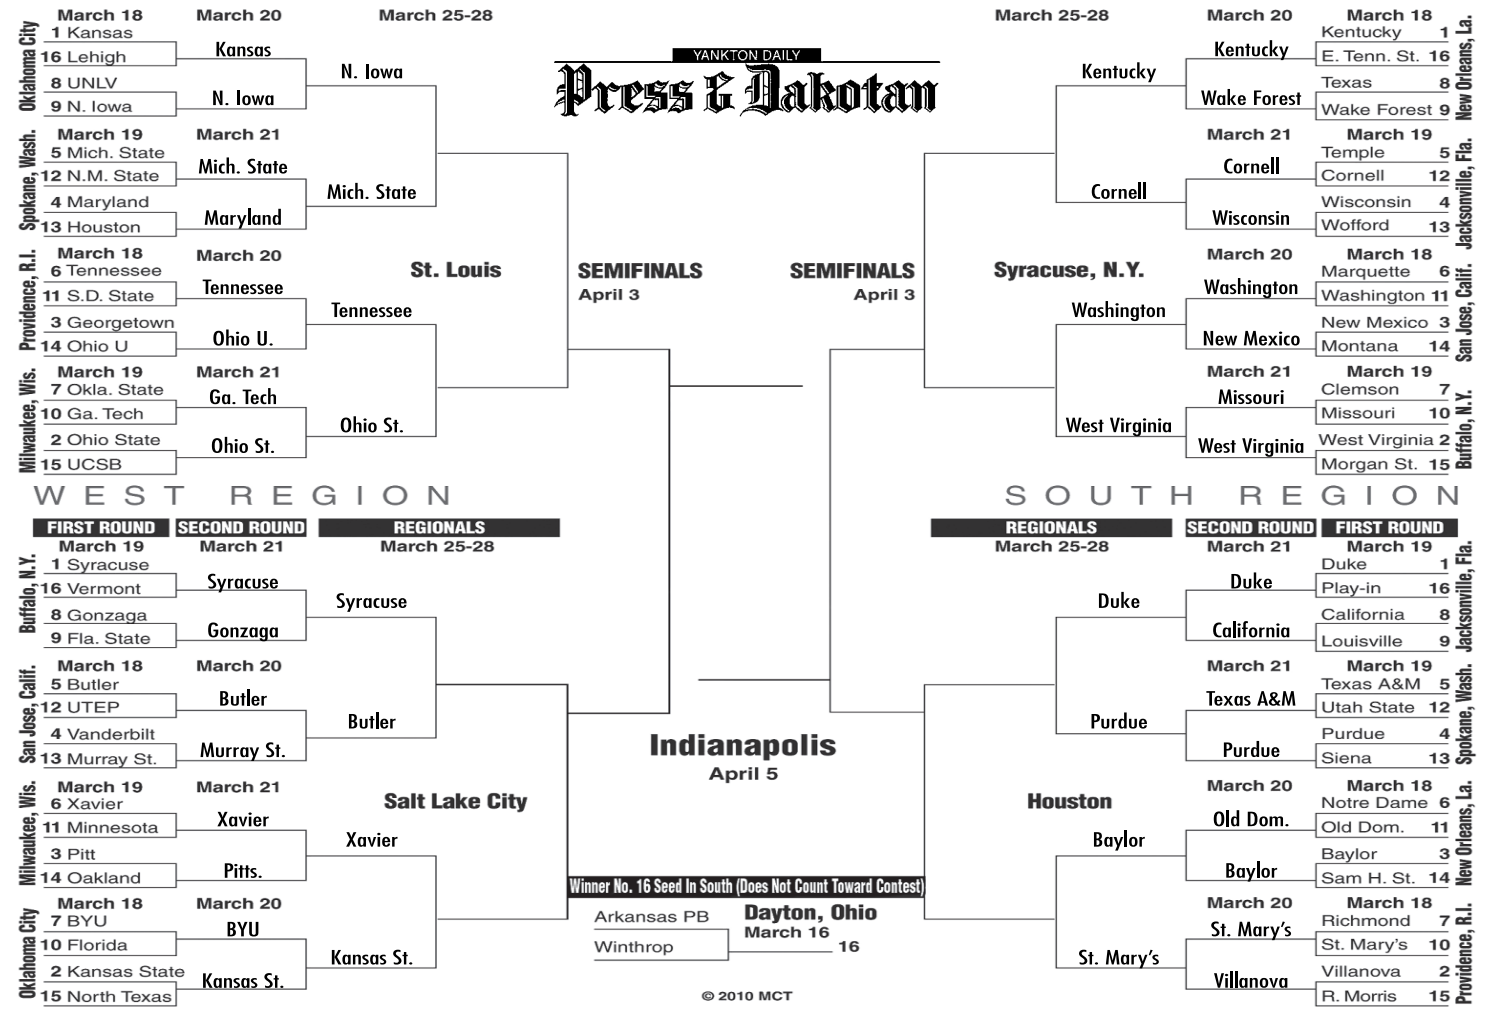 March 18
March 20
March 25-28
March 25-28
March 20
March 18
Oklahoma City
1 Kansas
16 Lehigh
8 UNLV
9 N. Iowa
Kansas
N. Iowa
N. Iowa
Spokane, Wash.
March 19
March 21
5 Mich. State
12 N.M. State
4 Maryland
13 Houston
Mich. State
Maryland
Mich. State
Providence, R.I.
March 18
March 20
6 Tennessee
11 S.D. State
3 Georgetown
14 Ohio U
Tennessee
Ohio U.
Tennessee
Milwaukee, Wis.
March 19
March 21
7 Okla. State
10 Ga. Tech
2 Ohio State
15 UCSB
Ga. Tech
Ohio St.
Ohio St.
St. Louis
YANKTON DAILY
Press & Dakotan
SEMIFINALS
April 3
SEMIFINALS
April 3
Kentucky 1
E. Tenn. St. 16
Texas 8
Wake Forest 9
New Orleans, La.
Kentucky
Wake Forest
Kentucky
March 21
March 19
Temple 5
Cornell 12
Wisconsin 4
Wofford 13
Jacksonville, Fla.
Cornell
Wisconsin
Cornell
Syracuse, N.Y.
March 20
March 18
Marquette 6
Washington 11
New Mexico 3
Montana 14
San Jose, Calif.
Washington
New Mexico
Washington
March 21
March 19
Clemson 7
Missouri 10
West Virginia 2
Morgan St. 15
Buffalo, N.Y.
Missouri
West Virginia
West Virginia
WEST REGION
SOUTH REGION
FIRST ROUND
SECOND ROUND
REGIONALS
REGIONALS
SECOND ROUND
FIRST ROUND
March 19
March 21
March 25-28
March 25-28
March 21
March 19
Buffalo, N.Y.
1 Syracuse
16 Vermont
8 Gonzaga
9 Fla. State
Syracuse
Gonzaga
Syracuse
San Jose, Calif.
March 18
March 20
5 Butler
12 UTEP
4 Vanderbilt
13 Murray St.
Butler
Murray St.
Butler
Milwaukee, Wis.
March 19
March 21
6 Xavier
11 Minnesota
3 Pitt
14 Oakland
Xavier
Pitts.
Xavier
Oklahoma City
March 18
March 20
7 BYU
10 Florida
2 Kansas State
15 North Texas
BYU
Kansas St.
Kansas St.
Salt Lake City
Indianapolis
April 5
Duke 1
Play-in 16
California 8
Louisville 9
Jacksonville, Fla.
Duke
California
Duke
March 21
March 19
Texas A&M 5
Utah State 12
Purdue 4
Siena 13
Spokane, Wash.
Texas A&M
Purdue
Purdue
Houston
March 20
March 18
Notre Dame 6
Old Dom. 11
Baylor 3
Sam H. St. 14
New Orleans, La.
Old Dom.
Baylor
Baylor
March 20
March 18
Richmond 7
St. Mary's 10
Villanova 2
R. Morris 15
Providence, R.I.
St. Mary's
Villanova
St. Mary's
Winner No. 16 Seed In South (Does Not Count Toward Contest)
Arkansas PB
Winthrop
Dayton, Ohio
March 16
16
© 2010 MCT